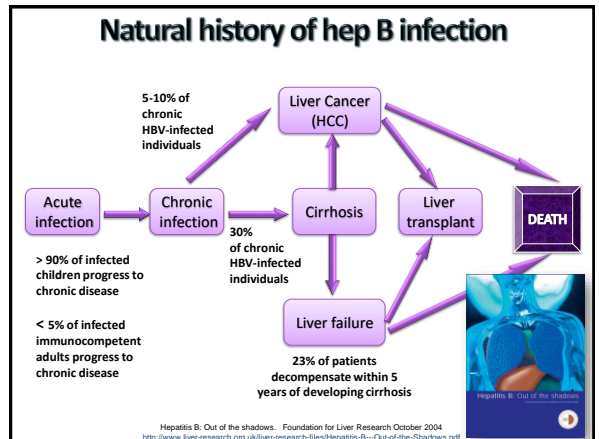 Natural history of hep B infection
5-10% of
chronic
HBV-infected
individuals
Liver Cancer
(HCC)
Acute
infection
Chronic
infection
Cirrhosis
Liver
transplant
DEATH
30%
of chronic
HBV-infected
individuals
> 90% of infected
children progress to
chronic disease
< 5% of infected
immunocompetent
adults progress to
chronic disease
Liver failure
23% of patients
decompensate within 5
years of developing cirrhosis
Hepatitis B: Out of the shadows
Hepatitis B: Out of the shadows. Foundation for Liver Research October 2004
http://www.liver-research.org.uk/liver-research-files/Hepatitis-B---Out-of-the-Shadows.pdf